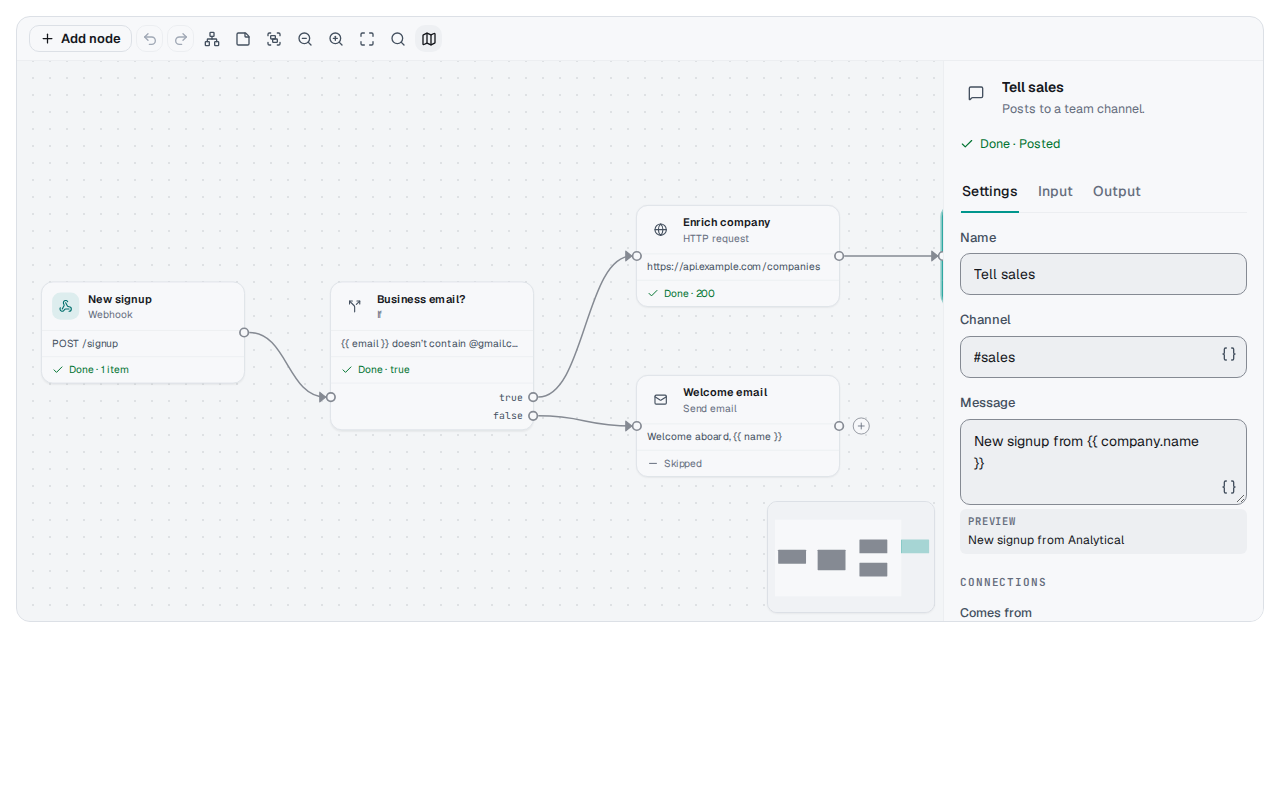 Add node
Tell sales
Posts to a team channel.
Done · Posted
Settings
Input
Output
Name
Tell sales
Channel
#sales
{}
Message
New signup from {{ company.name
}}
{}
PREVIEW
New signup from Analytical
CONNECTIONS
Comes from
New signup
Webhook
POST /signup
Done · 1 item
Business email?
If
{{ email }} doesn't contain @gmail.c…
Done · true
true
false
Enrich company
HTTP request
https://api.example.com/companies
Done · 200
Welcome email
Send email
Welcome aboard, {{ name }}
Skipped